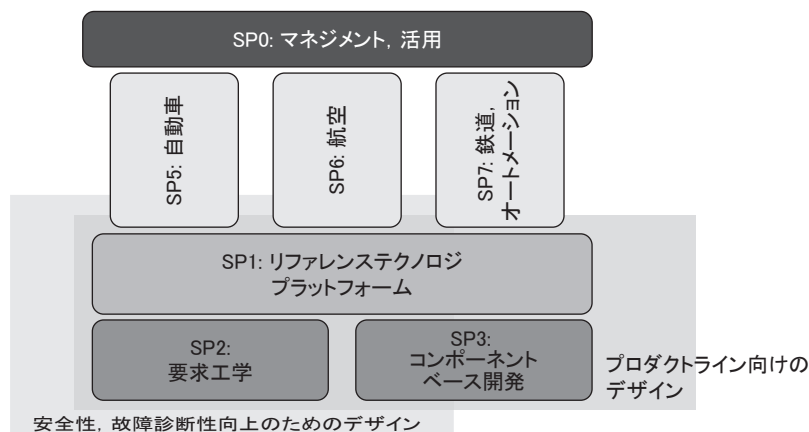 SP0: マネジメント, 活用
SP5: 自動車
SP6: 航空
SP7: 鉄道,
オートメーション
SP1: リファレンステクノロジ
プラットフォーム
SP2:
要求工学
SP3:
コンポーネント
ベース開発
プロダクトライン向けの
デザイン
安全性, 故障診断性向上のためのデザイン